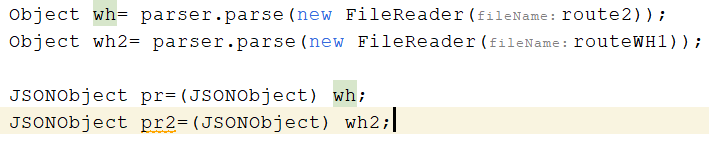 Object wh= parser.parse(new FileReader(fileName: route2));
Object wh2= parser.parse(new FileReader(fileName: routeWH1));
JSONObject pr=(JSONObject) wh;
JSONObject pr2=(JSONObject) wh2;